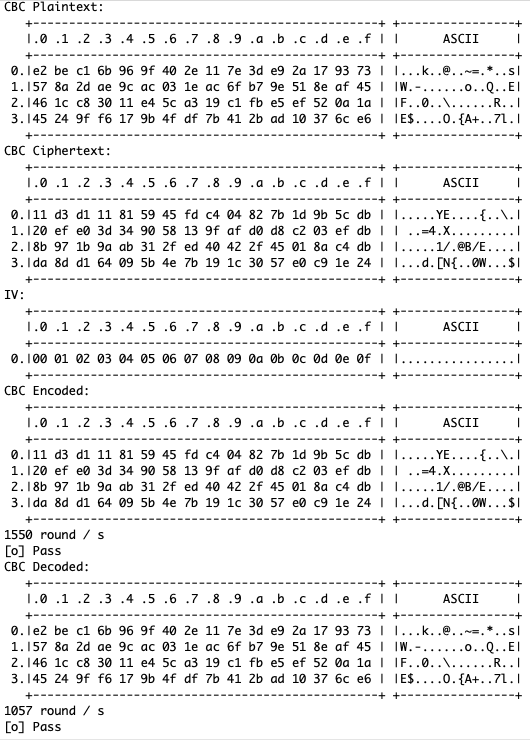 CBC Plaintext:
+-----------------------------------------------+ +----------------+
|.0 .1 .2 .3 .4 .5 .6 .7 .8 .9 .a .b .c .d .e .f | | ASCII |
+-----------------------------------------------+ +----------------+
0.|e2 be c1 6b 96 9f 40 2e 11 7e 3d e9 2a 17 93 73 | |...k..@..~=.*..s|
1.|57 8a 2d ae 9c ac 03 1e ac 6f b7 9e 51 8e af 45 | |W.-......o..Q..E|
2.|46 1c c8 30 11 e4 5c a3 19 c1 fb e5 ef 52 0a 1a | |F..0..\......R..|
3.|45 24 9f f6 17 9b 4f df 7b 41 2b ad 10 37 6c e6 | |E$....O.{A+..7l.|
+-----------------------------------------------+ +----------------+
CBC Ciphertext:
+-----------------------------------------------+ +----------------+
|.0 .1 .2 .3 .4 .5 .6 .7 .8 .9 .a .b .c .d .e .f | | ASCII |
+-----------------------------------------------+ +----------------+
0.|11 d3 d1 11 81 59 45 fd c4 04 82 7b 1d 9b 5c db | |.....YE....{..\.|
1.|20 ef e0 3d 34 90 58 13 9f af d0 d8 c2 03 ef db | | ..=4.X.........|
2.|8b 97 1b 9a ab 31 2f ed 40 42 2f 45 01 8a c4 db | |.....1/.@B/E....|
3.|da 8d d1 64 09 5b 4e 7b 19 1c 30 57 e0 c9 1e 24 | |...d.[N{..0W...$|
+-----------------------------------------------+ +----------------+
IV:
+-----------------------------------------------+ +----------------+
|.0 .1 .2 .3 .4 .5 .6 .7 .8 .9 .a .b .c .d .e .f | | ASCII |
+-----------------------------------------------+ +----------------+
0.|00 01 02 03 04 05 06 07 08 09 0a 0b 0c 0d 0e 0f | |................|
+-----------------------------------------------+ +----------------+
CBC Encoded:
+-----------------------------------------------+ +----------------+
|.0 .1 .2 .3 .4 .5 .6 .7 .8 .9 .a .b .c .d .e .f | | ASCII |
+-----------------------------------------------+ +----------------+
0.|11 d3 d1 11 81 59 45 fd c4 04 82 7b 1d 9b 5c db | |.....YE....{..\.|
1.|20 ef e0 3d 34 90 58 13 9f af d0 d8 c2 03 ef db | | ..=4.X.........|
2.|8b 97 1b 9a ab 31 2f ed 40 42 2f 45 01 8a c4 db | |.....1/.@B/E....|
3.|da 8d d1 64 09 5b 4e 7b 19 1c 30 57 e0 c9 1e 24 | |...d.[N{..0W...$|
+-----------------------------------------------+ +----------------+
1550 round / s
[o] Pass
CBC Decoded:
+-----------------------------------------------+ +----------------+
|.0 .1 .2 .3 .4 .5 .6 .7 .8 .9 .a .b .c .d .e .f | | ASCII |
+-----------------------------------------------+ +----------------+
0.|e2 be c1 6b 96 9f 40 2e 11 7e 3d e9 2a 17 93 73 | |...k..@..~=.*..s|
1.|57 8a 2d ae 9c ac 03 1e ac 6f b7 9e 51 8e af 45 | |W.-......o..Q..E|
2.|46 1c c8 30 11 e4 5c a3 19 c1 fb e5 ef 52 0a 1a | |F..0..\......R..|
3.|45 24 9f f6 17 9b 4f df 7b 41 2b ad 10 37 6c e6 | |E$....O.{A+..7l.|
+-----------------------------------------------+ +----------------+
1057 round / s
[o] Pass